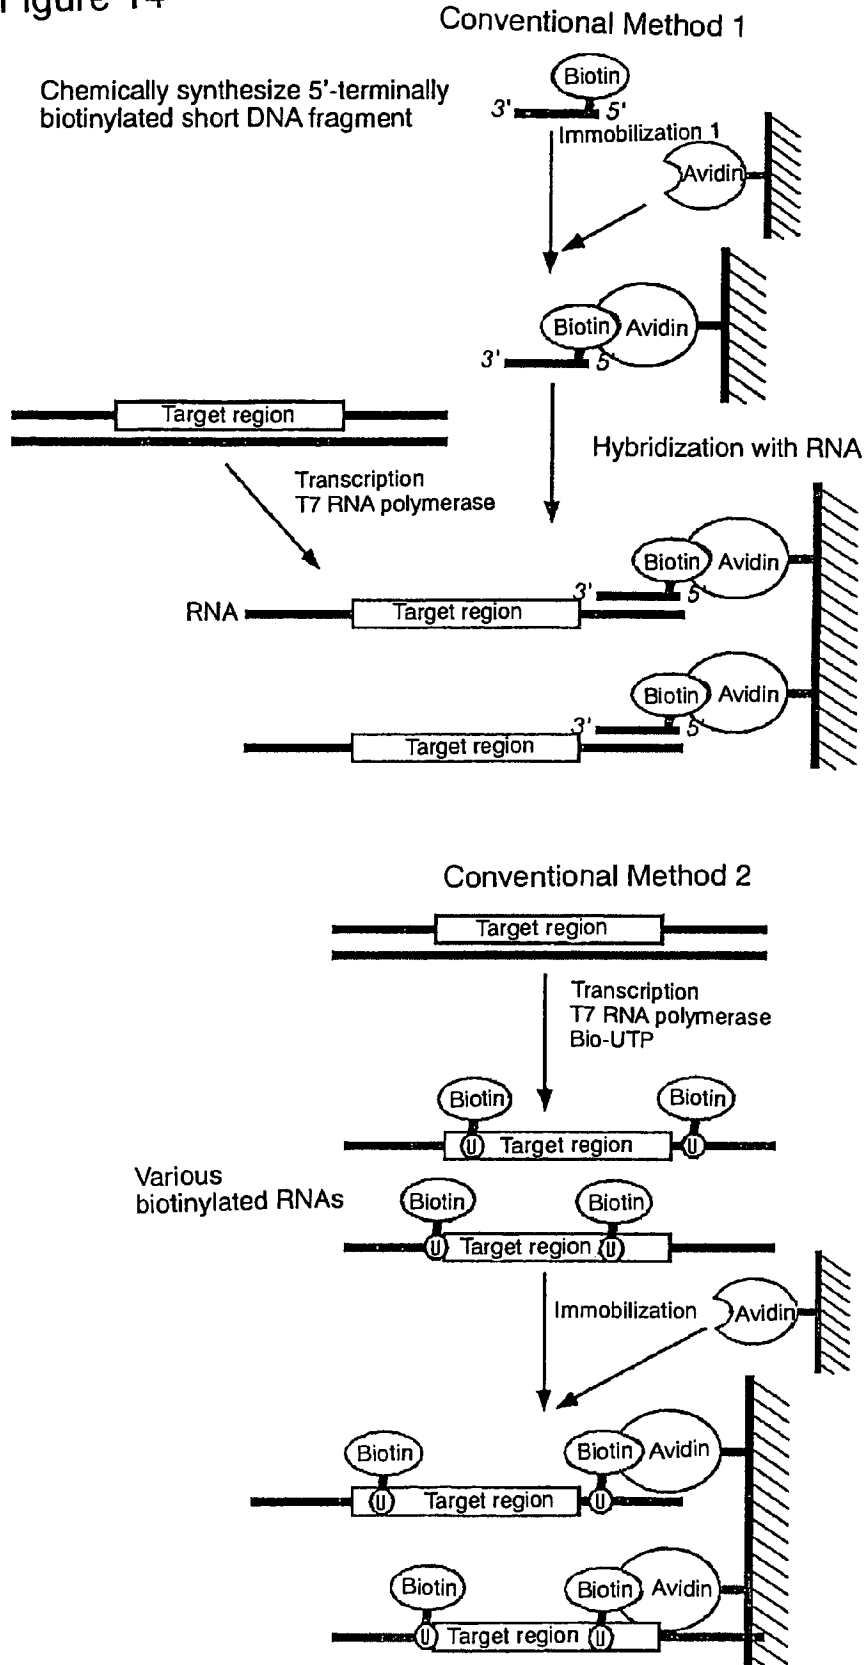 Figure 14
Conventional Method 1
Chemically synthesize 5'-terminally
biotinylated short DNA fragment
Biotin
3' 5'
Immobilization 1
Avidin
Biotin Avidin
3' 5'
Target region
Hybridization with RNA
Transcription
T7 RNA polymerase
Biotin Avidin
3' 5'
RNA Target region
Biotin Avidin
3' 5'
Target region
Conventional Method 2
Target region
Transcription
T7 RNA polymerase
Bio-UTP
Biotin Biotin
U Target region U
Various
biotinylated RNAs
Biotin Biotin
U Target region U
Immobilization Avidin
Biotin Biotin Avidin
U Target region U
Biotin Biotin Avidin
U Target region U